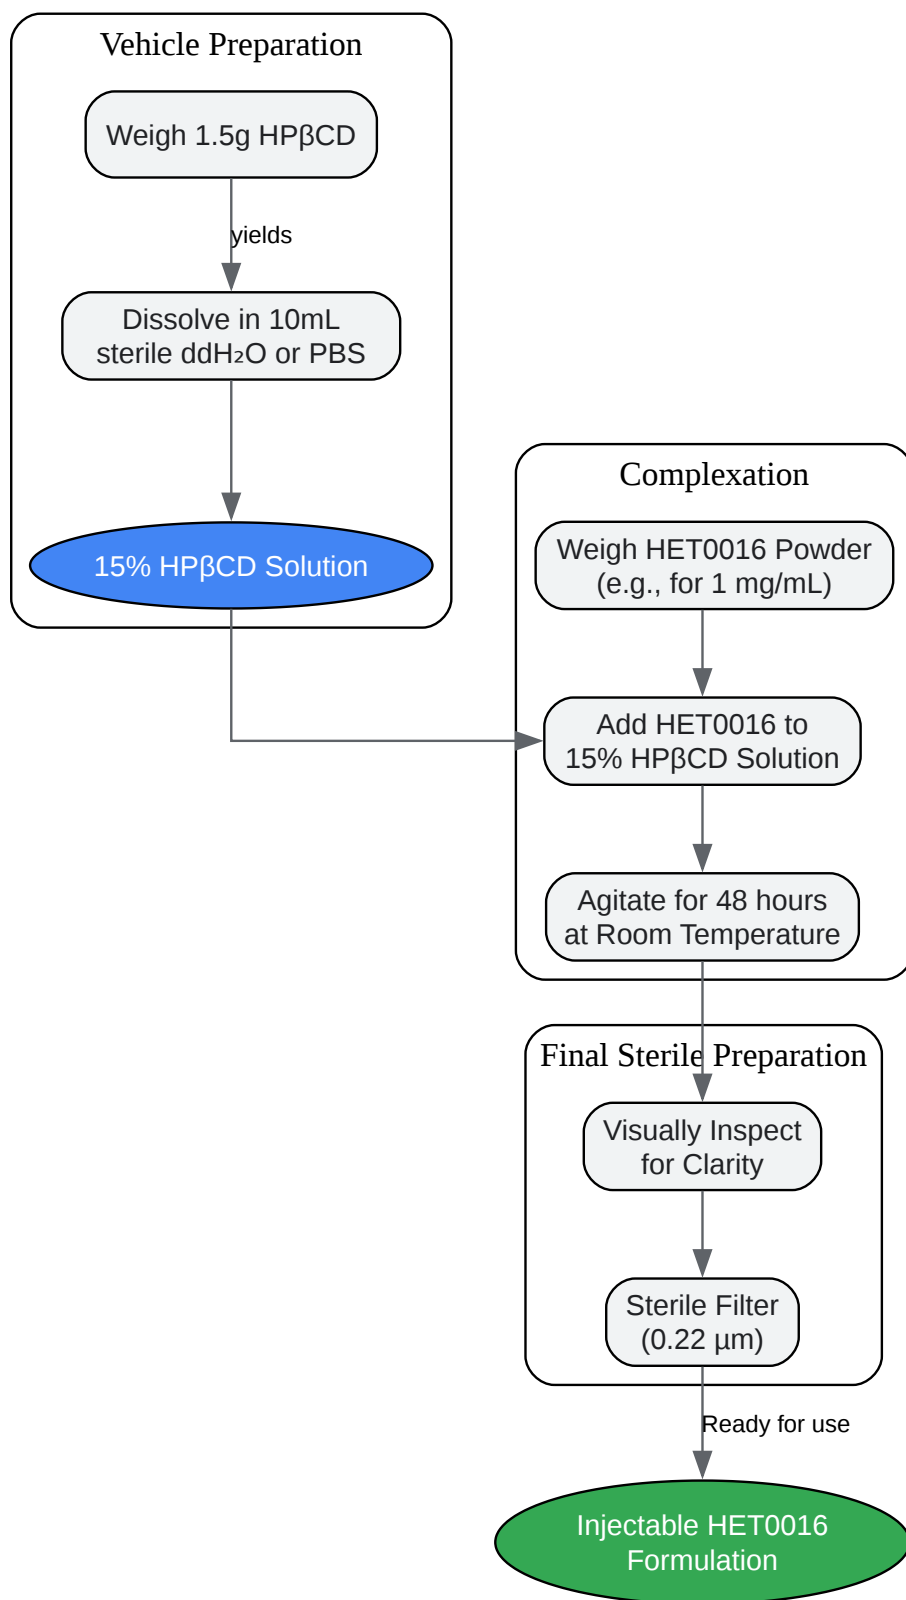 Vehicle Preparation
Weigh 1.5g HPβCD
yields
Dissolve in 10mL
sterile ddH₂O or PBS
15% HPβCD Solution
Complexation
Weigh HET0016 Powder
(e.g., for 1 mg/mL)
Add HET0016 to
15% HPβCD Solution
Agitate for 48 hours
at Room Temperature
Final Sterile Preparation
Visually Inspect
for Clarity
Sterile Filter
(0.22 µm)
Ready for use
Injectable HET0016
Formulation